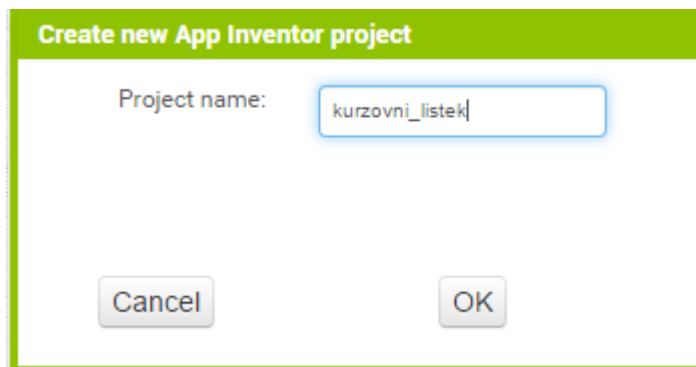 Create new App Inventor project
Project name: kurzovni_listek
Cancel OK